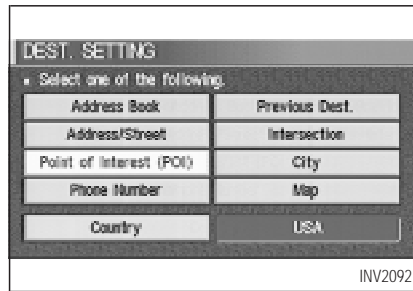 DEST. SETTING
Select one of the following.
Address Book Previous Dest.
Address/Street Intersection
Point of Interest (POI) City
Phone Number Map
Country USA
INV2092